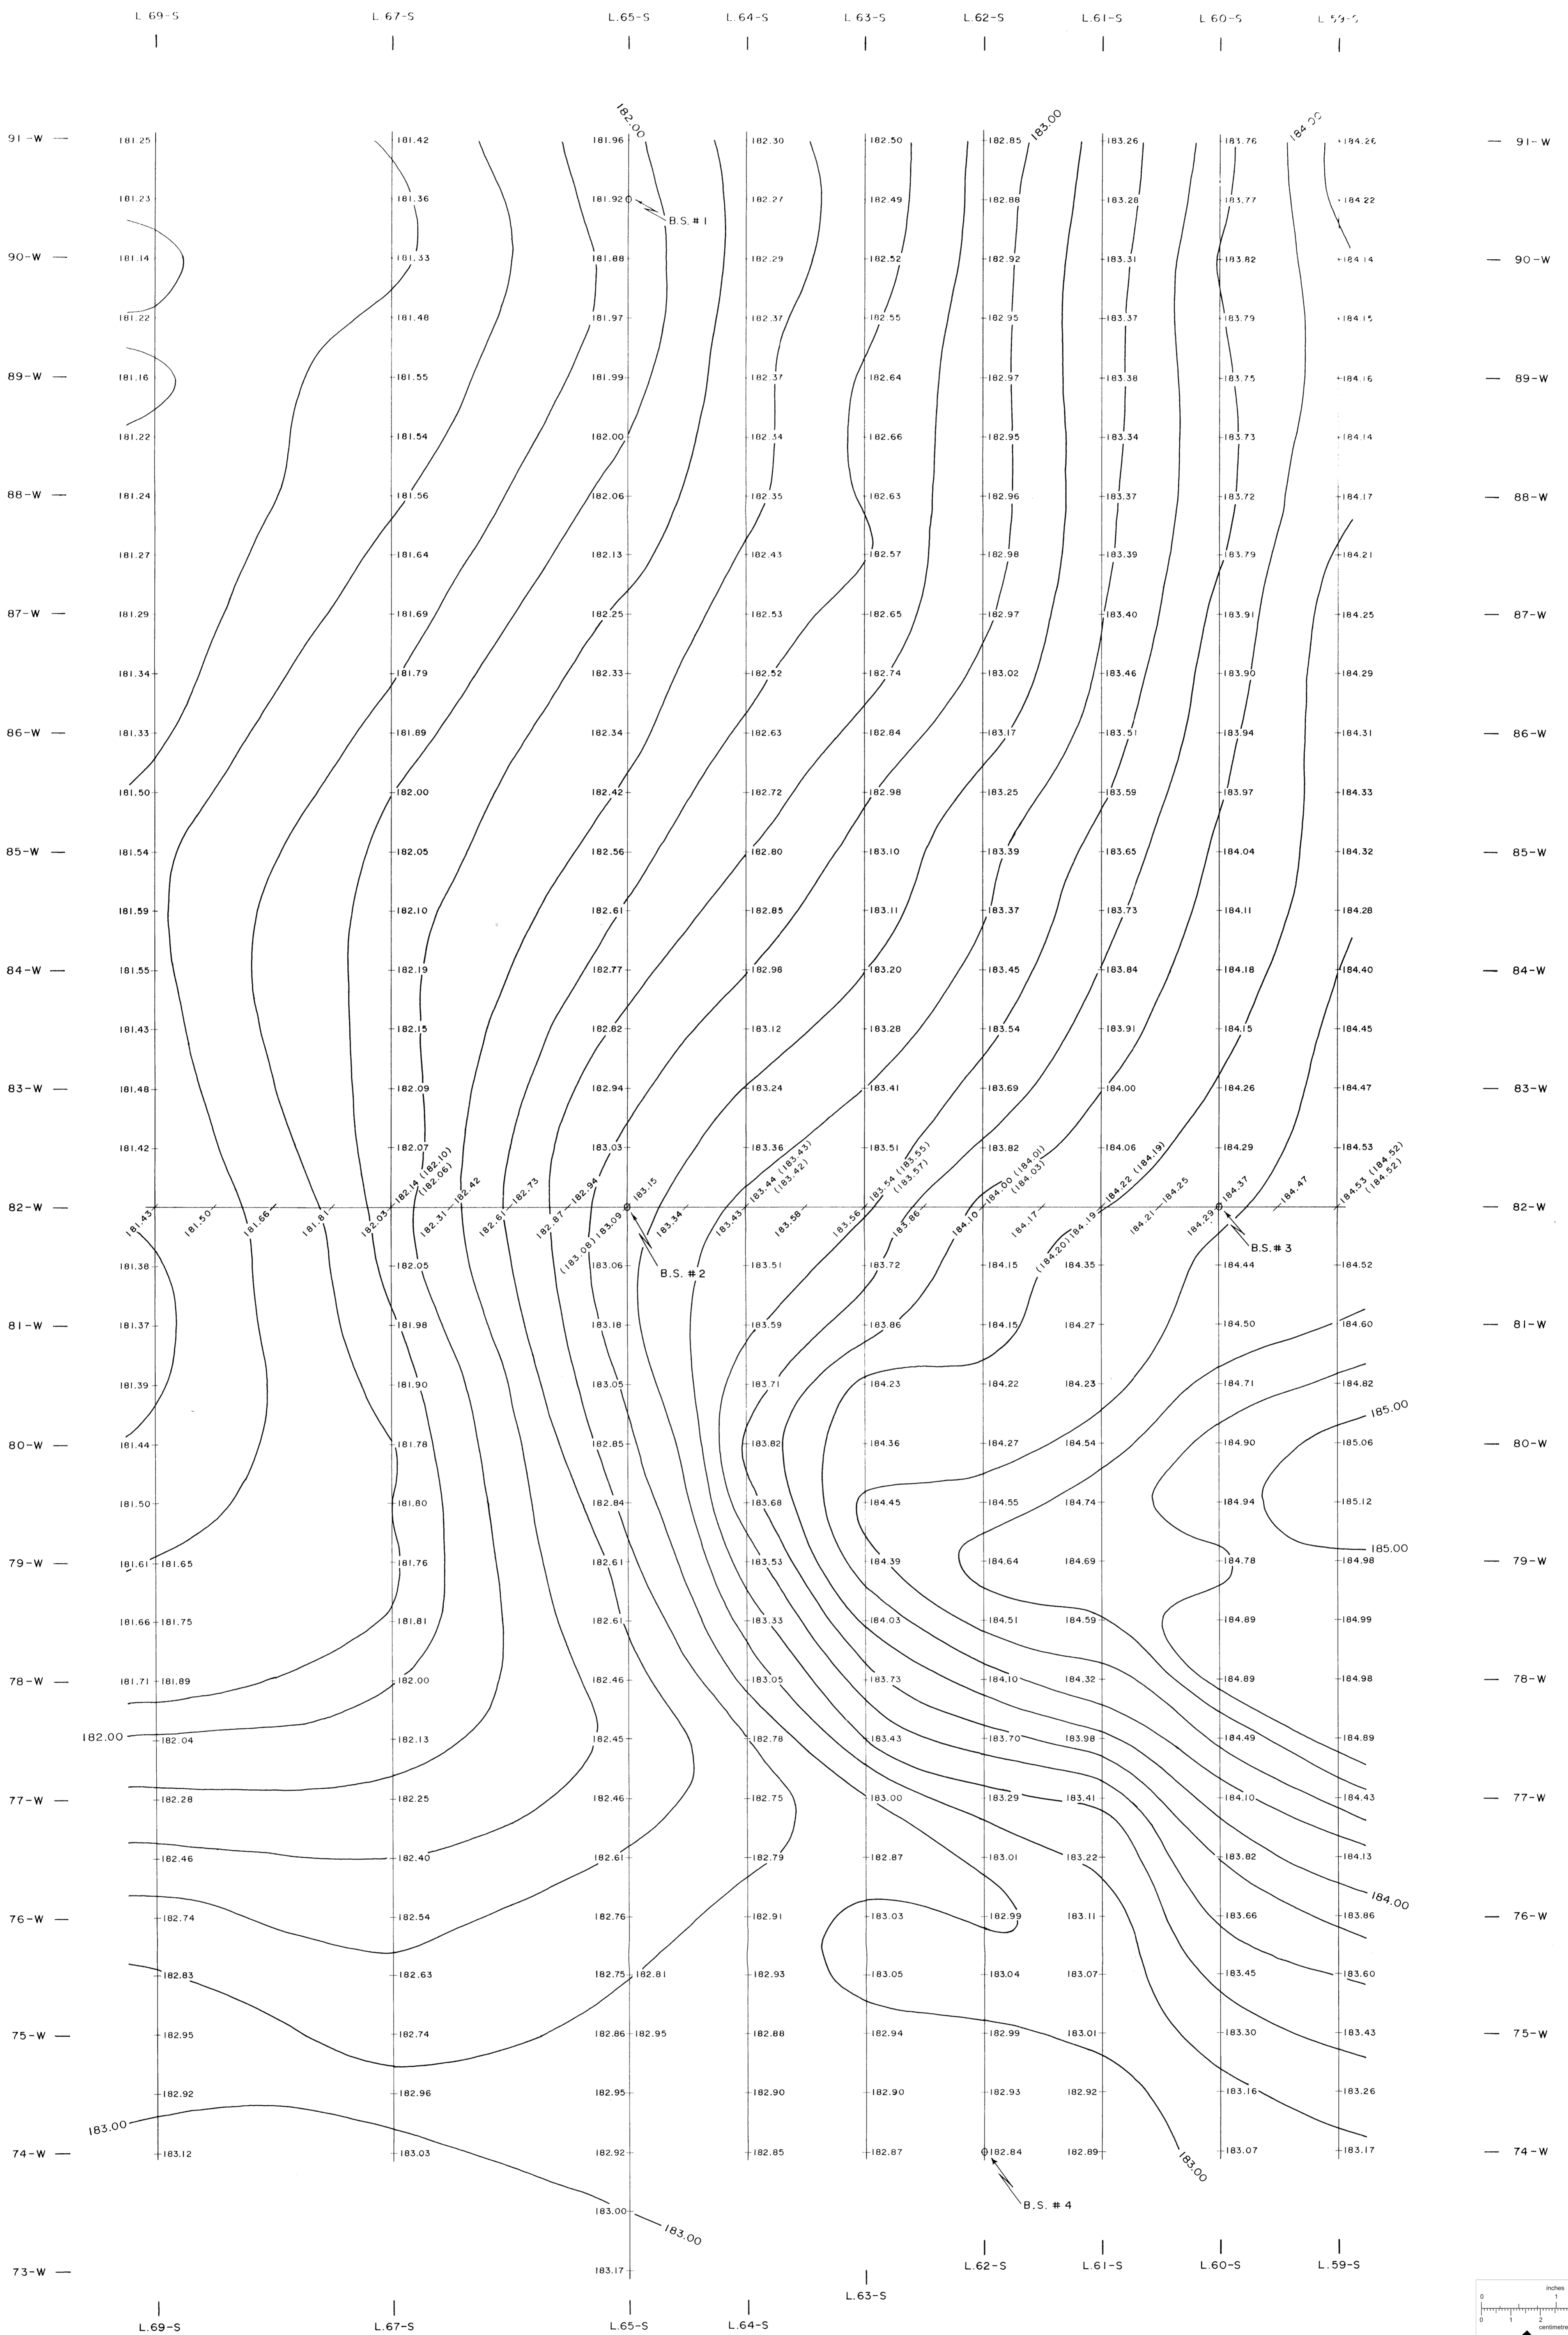 L 69-S L 67-S L.65-S L.64-S L 63-S L.62-S L.61-S L 60-S L 59-S
182.00 183.00 184.00
91-W 181.25 181.42 181.96 182.30 182.50 182.85 183.26 183.76 184.26 91-W
181.23 181.36 181.92 182.27 182.49 182.88 183.28 183.77 184.22
B.S. #1
90-W 181.14 181.33 181.88 182.29 182.52 182.92 183.31 183.82 184.14 90-W
181.22 181.48 181.97 182.37 182.55 182.95 183.37 183.79 184.15
89-W 181.16 181.55 181.99 182.37 182.64 182.97 183.38 183.75 184.16 89-W
181.22 181.54 182.00 182.34 182.66 182.95 183.34 183.73 184.14
88-W 181.24 181.56 182.06 182.35 182.63 182.96 183.37 183.72 184.17 88-W
181.27 181.64 182.13 182.43 182.57 182.98 183.39 183.79 184.21
87-W 181.29 181.69 182.25 182.53 182.65 182.97 183.40 183.91 184.25 87-W
181.34 181.79 182.33 182.52 182.74 183.02 183.46 183.90 184.29
86-W 181.33 181.89 182.34 182.63 182.84 183.17 183.51 183.94 184.31 86-W
181.50 182.00 182.42 182.72 182.98 183.25 183.59 183.97 184.33
85-W 181.54 182.05 182.56 182.80 183.10 183.39 183.65 184.04 184.32 85-W
181.59 182.10 182.61 182.85 183.11 183.37 183.73 184.11 184.28
84-W 181.55 182.19 182.77 182.98 183.20 183.45 183.84 184.18 184.40 84-W
181.43 182.15 182.82 183.12 183.28 183.54 183.91 184.15 184.45
83-W 181.48 182.09 182.94 183.24 183.41 183.69 184.00 184.26 184.47 83-W
181.42 182.07 183.03 183.36 183.51 183.82 184.06 184.29 184.53
182.14 (182.10) (182.06) 182.42 182.73 182.94 183.15 183.44 (183.43) (183.42) 183.54 (183.55) (183.57) 184.00 (184.01) (184.03) 184.22 (184.19) 184.25 184.37 184.47 184.53 (184.52) (184.52)
82-W 181.43 181.50 181.66 181.81 182.03 182.31 182.61 182.87 (183.08) 183.09 183.34 183.43 183.58 183.56 183.86 184.10 184.17 (184.20) 184.19 184.21 184.29 82-W
B.S. #2 B.S. #3
181.38 182.05 183.06 183.51 183.72 184.15 184.35 184.44 184.52
81-W 181.37 181.98 183.18 183.59 183.86 184.15 184.27 184.50 184.60 81-W
181.39 181.90 183.05 183.71 184.23 184.22 184.23 184.71 184.82
185.00
80-W 181.44 181.78 182.85 183.82 184.36 184.27 184.54 184.90 185.06 80-W
181.50 181.80 182.84 183.68 184.45 184.55 184.74 184.94 185.12
185.00
79-W 181.61 181.65 181.76 182.61 183.53 184.39 184.64 184.69 184.78 184.98 79-W
181.66 181.75 181.81 182.61 183.33 184.03 184.51 184.59 184.89 184.99
78-W 181.71 181.89 182.00 182.46 183.05 183.73 184.10 184.32 184.89 184.98 78-W
182.00 182.04 182.13 182.45 182.78 183.43 183.70 183.98 184.49 184.89
77-W 182.28 182.25 182.46 182.75 183.00 183.29 183.41 184.10 184.43 77-W
182.46 182.40 182.61 182.79 182.87 183.01 183.22 183.82 184.13
184.00
76-W 182.74 182.54 182.76 182.91 183.03 182.99 183.11 183.66 183.86 76-W
182.83 182.63 182.75 182.81 182.93 183.05 183.04 183.07 183.45 183.60
75-W 182.95 182.74 182.86 182.95 182.88 182.94 182.99 183.01 183.30 183.43 75-W
182.92 182.96 182.95 182.90 182.90 182.93 182.92 183.16 183.26
183.00
74-W 183.12 183.03 182.92 182.85 182.87 182.84 182.89 183.07 183.17 74-W
183.00
B.S. #4
183.00
183.00
73-W 183.17
L.62-S L.61-S L.60-S L.59-S
L.63-S
L.69-S L.67-S L.65-S L.64-S
inches
0 1
0 1 2
centimetre